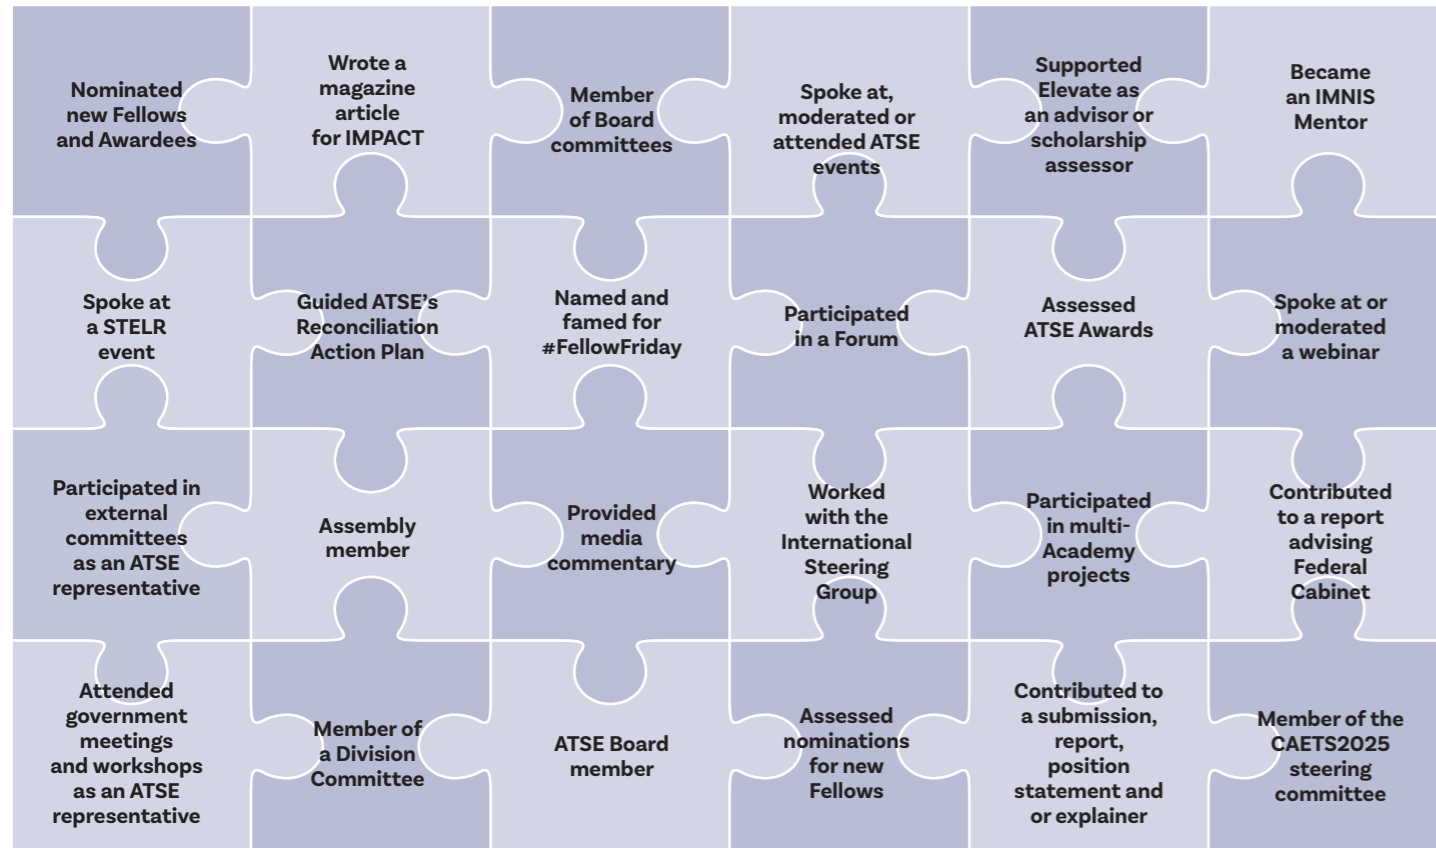 Nominated
new Fellows
and Awardees
Wrote a
magazine
article
for IMPACT
Member
of Board
committees
Spoke at,
moderated or
attended ATSE
events
Supported
Elevate as
an advisor or
scholarship
assessor
Became
an IMNIS
Mentor
Spoke at
a STELR
event
Guided ATSE’s
Reconciliation
Action Plan
Named and
famed for
#FellowFriday
Participated
in a Forum
Assessed
ATSE Awards
Spoke at or
moderated
a webinar
Participated in
external
committees
as an ATSE
representative
Assembly
member
Provided
media
commentary
Worked
with the
International
Steering
Group
Participated
in multi-
Academy
projects
Contributed
to a report
advising
Federal
Cabinet
Attended
government
meetings
and workshops
as an ATSE
representative
Member of
a Division
Committee
ATSE Board
member
Assessed
nominations
for new
Fellows
Contributed to
a submission,
report,
position
statement and
or explainer
Member of the
CAETS2025
steering
committee